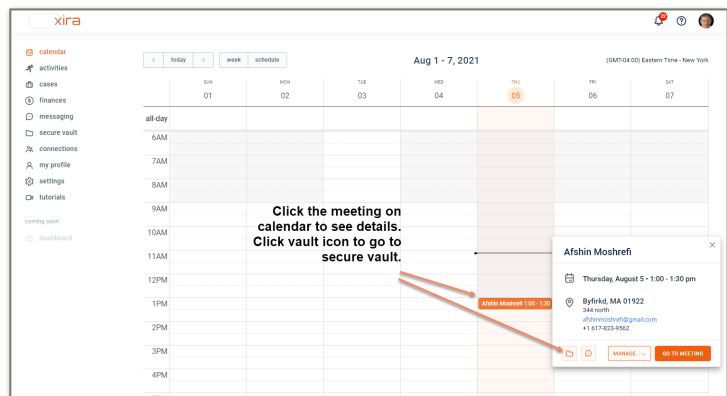 xira
22
calendar
activities
cases
finances
messaging
secure vault
connections
my profile
settings
tutorials
coming soon
dashboard
today
week
schedule
Aug 1 - 7, 2021
(GMT-04:00) Eastern Time - New York
SUN
01
MON
02
TUE
03
WED
04
THU
05
FRI
06
SAT
07
all-day
6AM
7AM
8AM
9AM
10AM
11AM
12PM
1PM
2PM
3PM
4PM
Click the meeting on
calendar to see details.
Click vault icon to go to
secure vault.
Afshin Moshrefi 1:00 - 1:30
Afshin Moshrefi
Thursday, August 5 • 1:00 - 1:30 pm
Byfirkd, MA 01922
344 north
afshinmoshrefi@gmail.com
+1 617-823-9562
MANAGE
GO TO MEETING